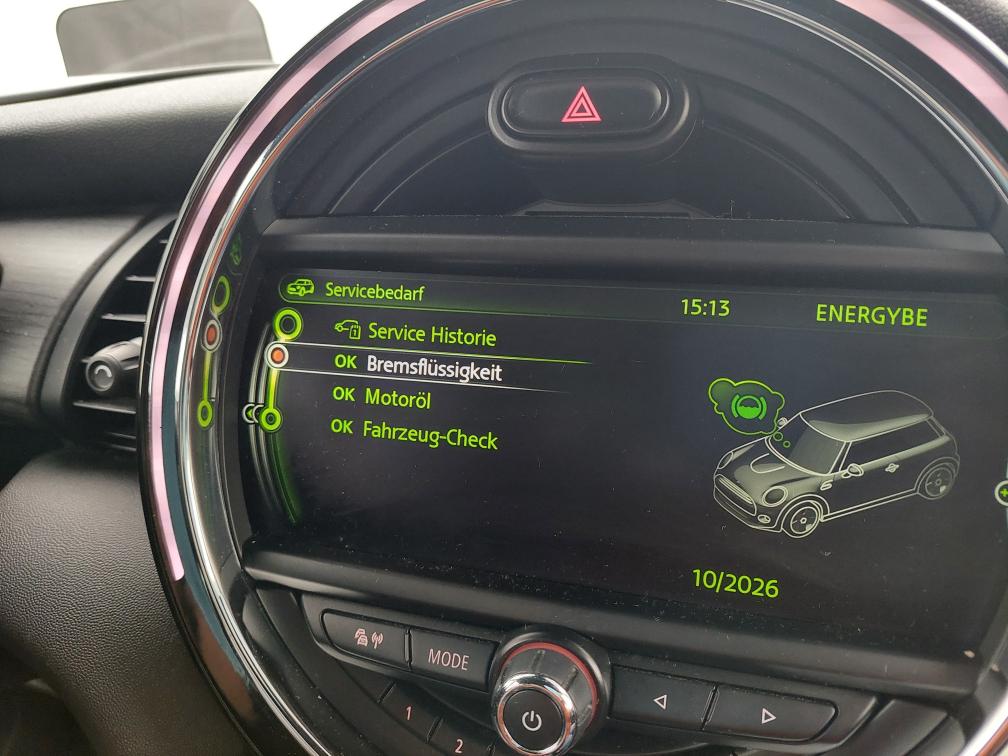 Servicebedarf 15:13 ENERGYBE
Service Historie
OK Bremsflüssigkeit
OK Motoröl
OK Fahrzeug-Check
10/2026
MODE
1
2